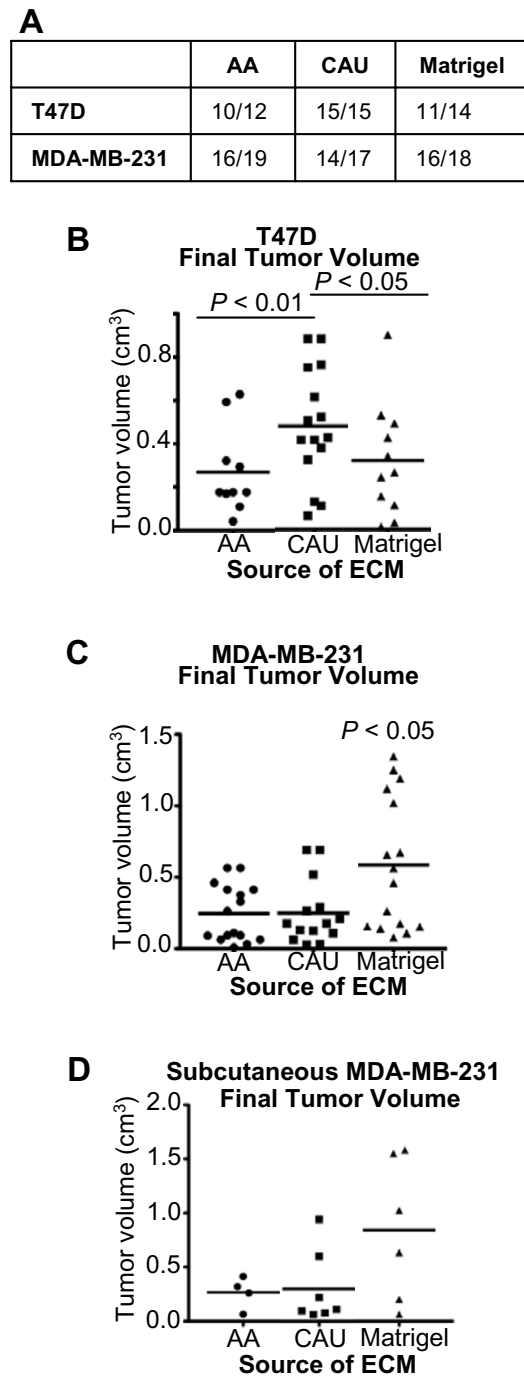 A
AA CAU Matrigel
T47D 10/12 15/15 11/14
MDA-MB-231 16/19 14/17 16/18
B
T47D
Final Tumor Volume
P < 0.05
P < 0.01
Tumor volume (cm³)
0.8
0.4
0.0
AA CAU Matrigel
Source of ECM
C
MDA-MB-231
Final Tumor Volume
P < 0.05
Tumor volume (cm³)
1.5
1.0
0.5
0.0
AA CAU Matrigel
Source of ECM
D
Subcutaneous MDA-MB-231
Final Tumor Volume
Tumor volume (cm³)
2.0
1.5
1.0
0.5
0.0
AA CAU Matrigel
Source of ECM